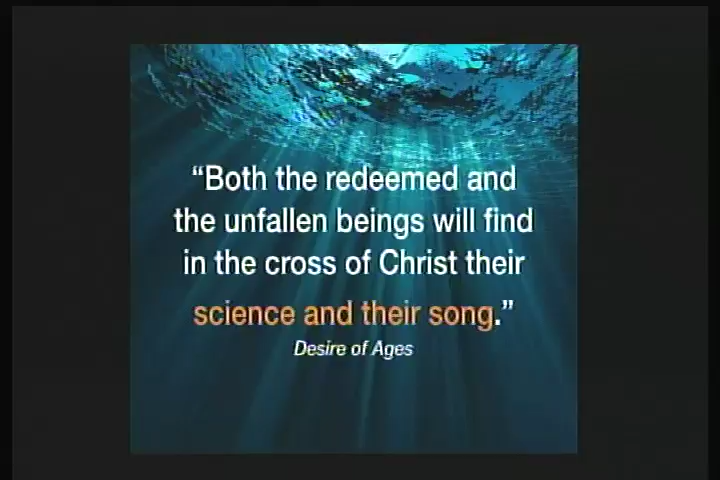 “Both the redeemed and
the unfallen beings will find
in the cross of Christ their
science and their song.”
Desire of Ages